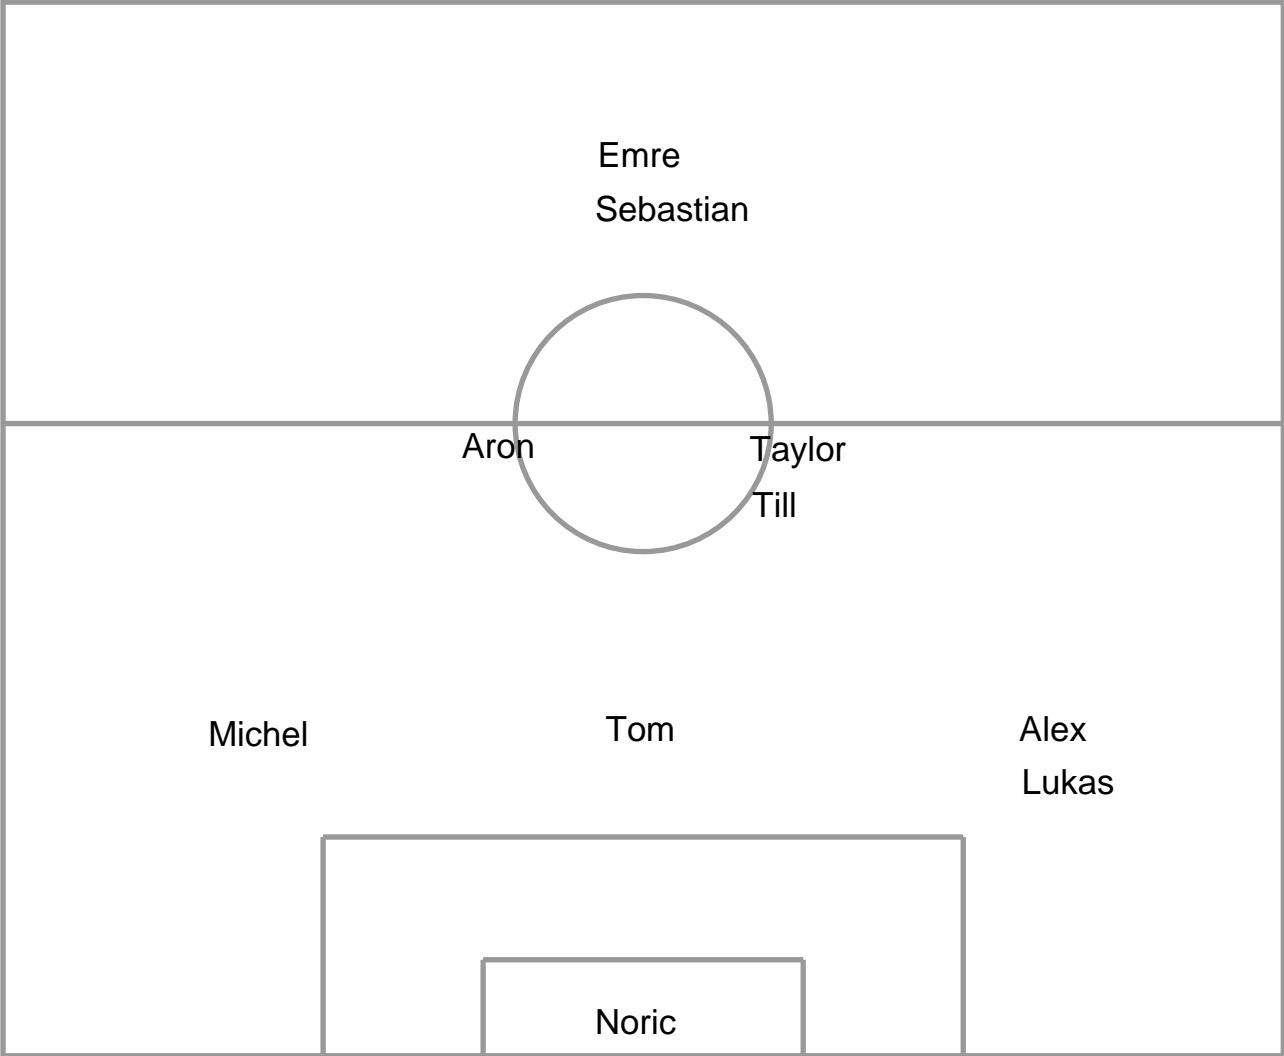 Emre
Sebastian
Aron
Taylor
Till
Michel
Tom
Alex
Lukas
Noric